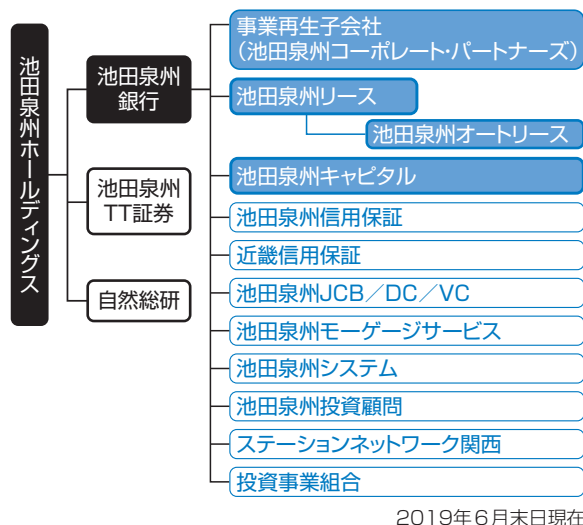 池田泉州ホールディングス
池田泉州
銀行
池田泉州
TT証券
自然総研
事業再生子会社
（池田泉州コーポレート・パートナーズ）
池田泉州リース
池田泉州オートリース
池田泉州キャピタル
池田泉州信用保証
近畿信用保証
池田泉州JCB／DC／VC
池田泉州モーゲージサービス
池田泉州システム
池田泉州投資顧問
ステーションネットワーク関西
投資事業組合
2019年6月末日現在